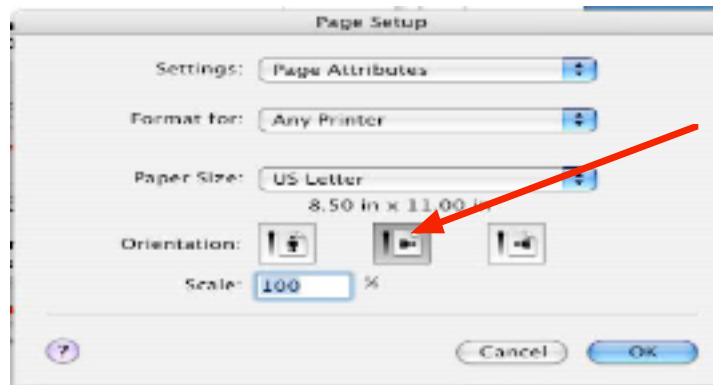 Page Setup
Settings: Page Attributes
Format for: Any Printer
Paper Size: US Letter
8.50 in x 11.00 in
Orientation:
Scale: 100 %
? Cancel OK